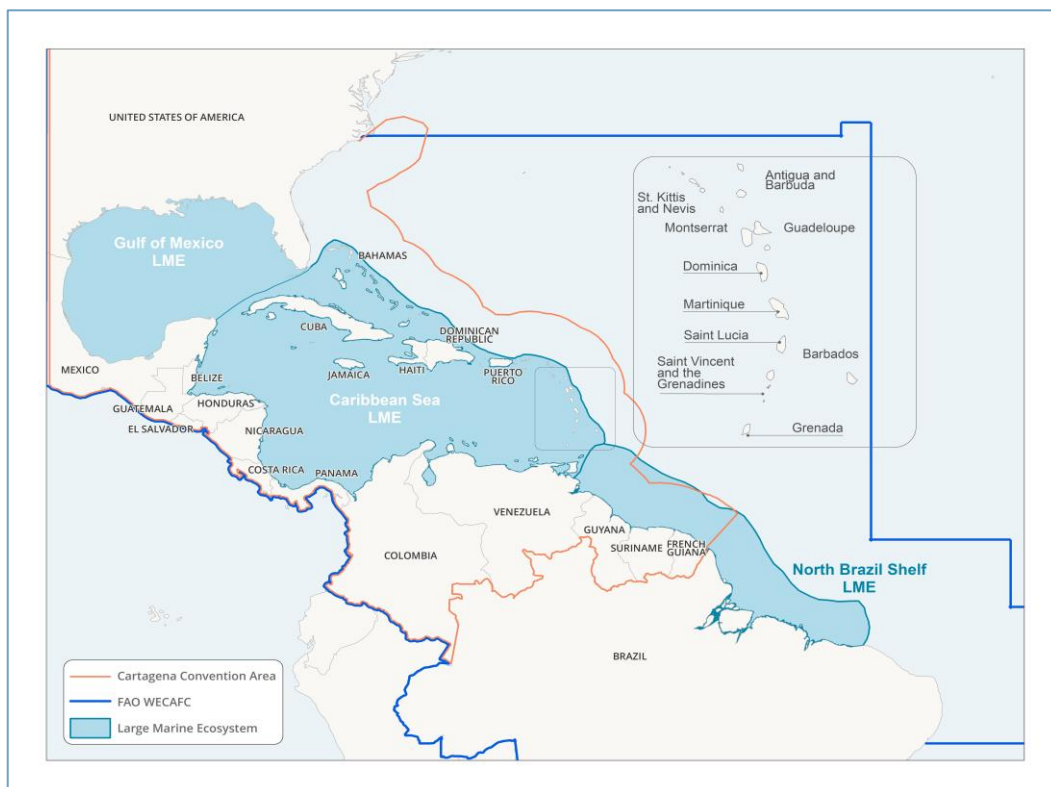 UNITED STATES OF AMERICA
Gulf of Mexico
LME
BAHAMAS
CUBA
DOMINICAN
REPUBLIC
MEXICO
BELIZE
JAMAICA
HAITI
PUERTO
RICO
Caribbean Sea
LME
GUATEMALA
HONDURAS
EL SALVADOR
NICARAGUA
COSTA RICA
PANAMA
VENEZUELA
GUYANA
SURINAME
FRENCH
GUIANA
COLOMBIA
North Brazil Shelf
LME
BRAZIL
Antigua and
Barbuda
St. Kittis
and Nevis
Montserrat
Guadeloupe
Dominica
Martinique
Saint Lucia
Barbados
Saint Vincent
and the
Grenadines
Grenada
Cartagena Convention Area
FAO WECAFC
Large Marine Ecosystem